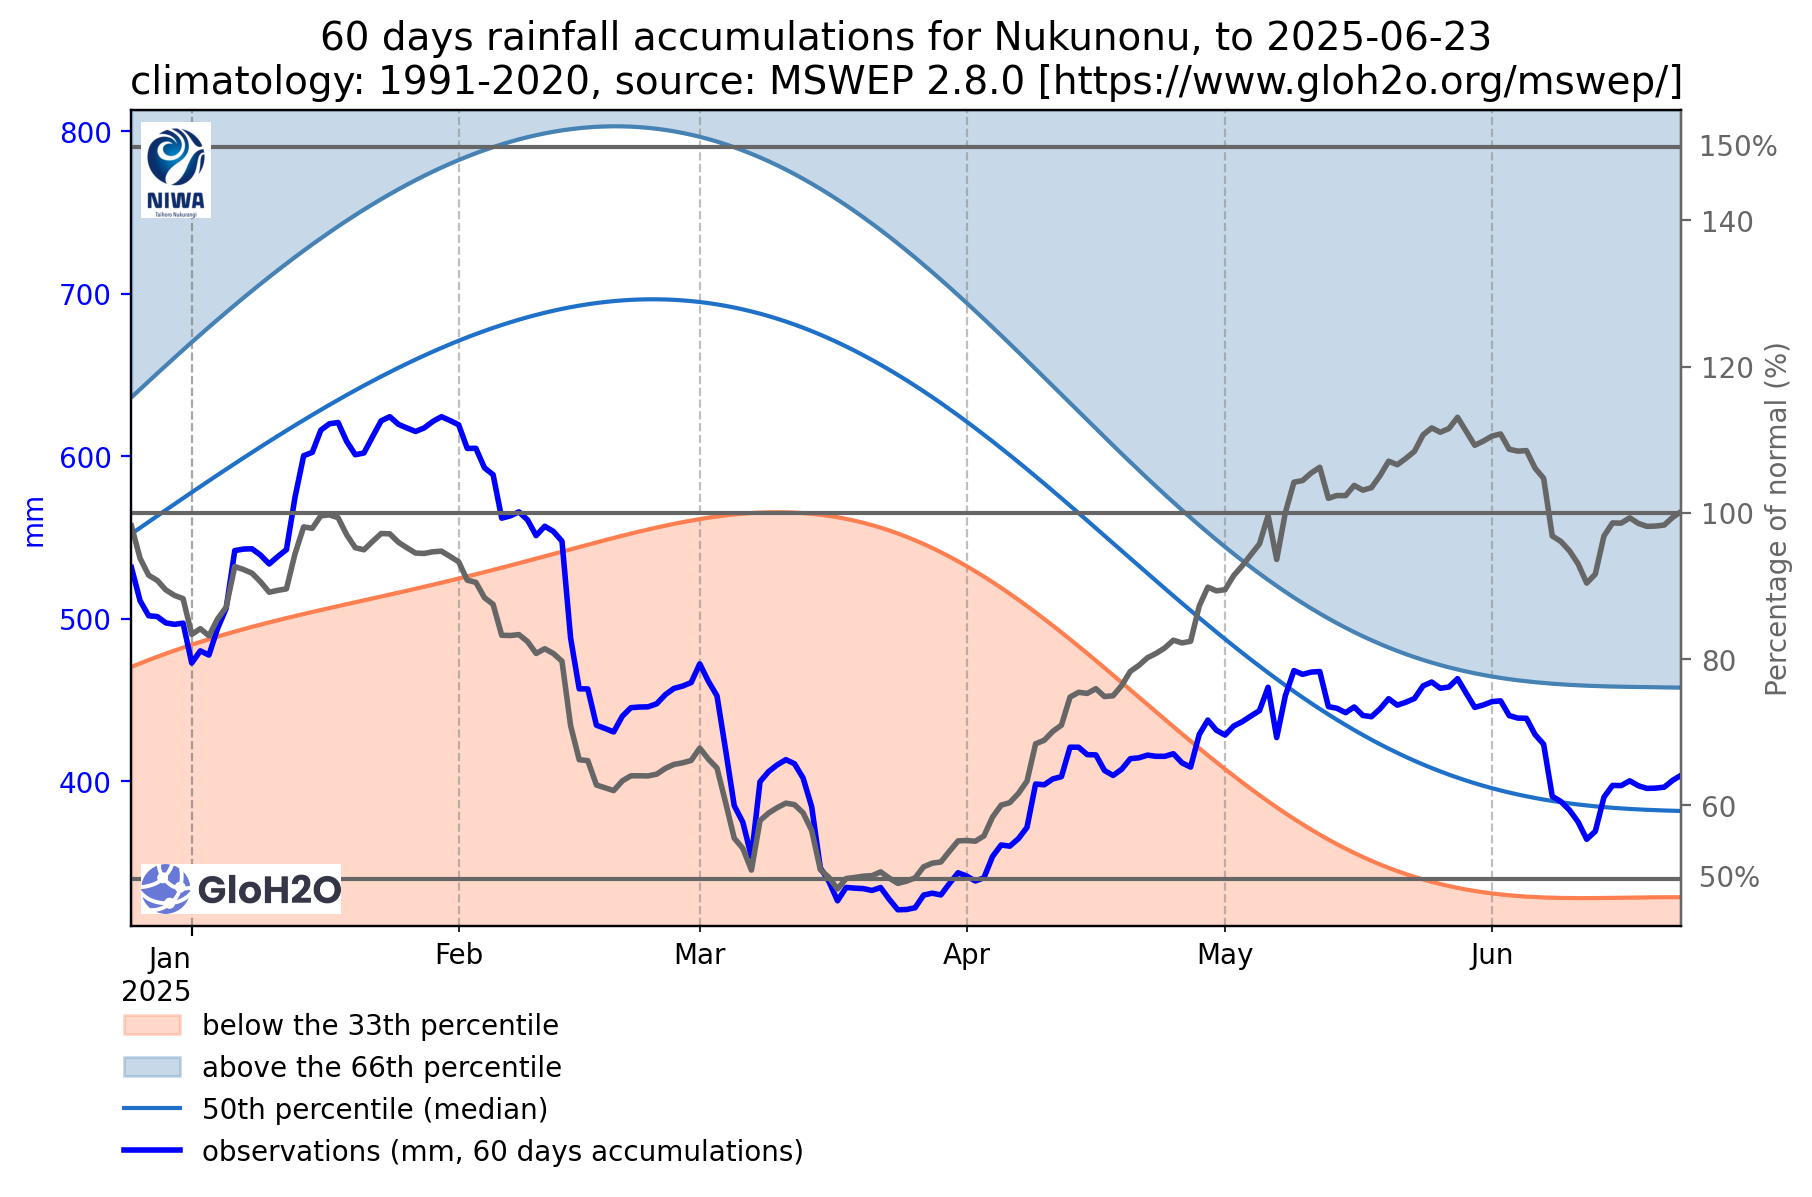 60 days rainfall accumulations for Nukunonu, to 2025-06-23
climatology: 1991-2020, source: MSWEP 2.8.0 [https://www.gloh2o.org/mswep/]
800
700
600
500
400
mm
NIWA
Taihoro Nukurangi
GloH2O
150%
140
120
100
80
60
50%
Percentage of normal (%)
Jan
2025
Feb
Mar
Apr
May
Jun
below the 33th percentile
above the 66th percentile
50th percentile (median)
observations (mm, 60 days accumulations)